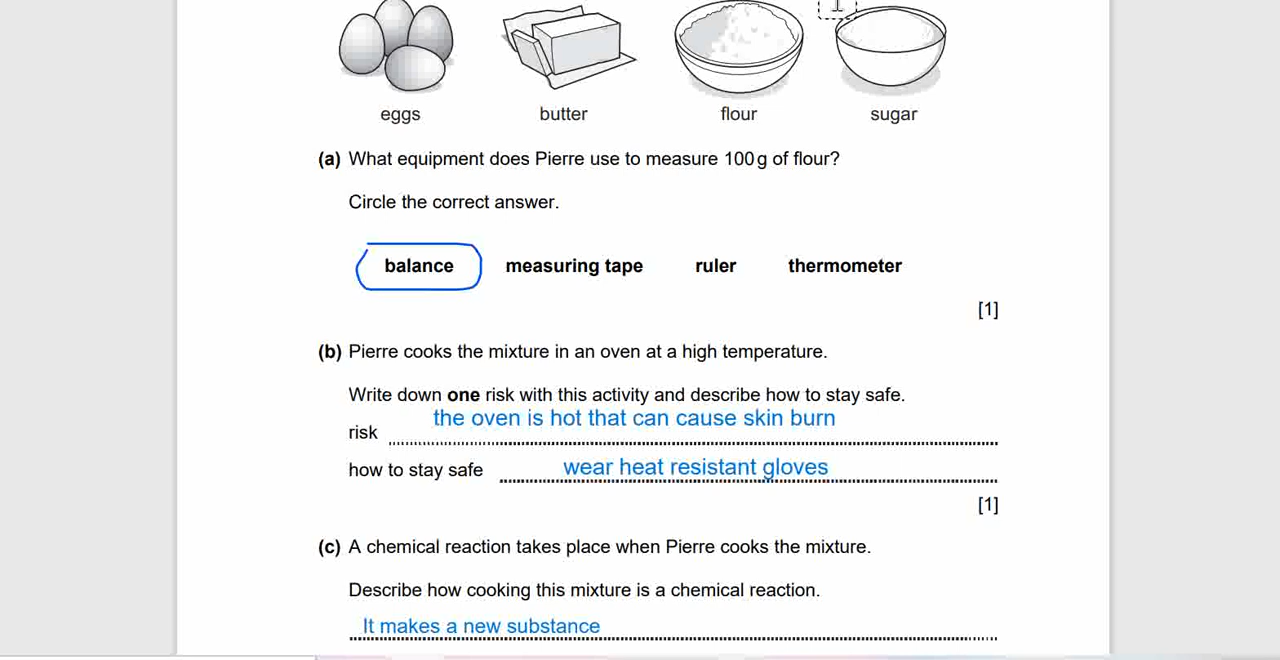 eggs butter flour sugar
(a) What equipment does Pierre use to measure 100 g of flour?
Circle the correct answer.
balance measuring tape ruler thermometer
[1]
(b) Pierre cooks the mixture in an oven at a high temperature.
Write down one risk with this activity and describe how to stay safe.
the oven is hot that can cause skin burn
risk
how to stay safe wear heat resistant gloves
[1]
(c) A chemical reaction takes place when Pierre cooks the mixture.
Describe how cooking this mixture is a chemical reaction.
It makes a new substance